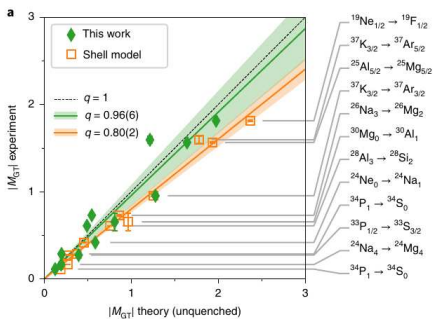 a
This work
Shell model
q = 1
q = 0.96(6)
q = 0.80(2)
3
2
1
0
0
1
2
3
|M_GT| experiment
|M_GT| theory (unquenched)
¹⁹Ne₁/₂ → ¹⁹F₁/₂
³⁷K₃/₂ → ³⁷Ar₅/₂
²⁵Al₅/₂ → ²⁵Mg₅/₂
³⁷K₃/₂ → ³⁷Ar₃/₂
²⁶Na₃ → ²⁶Mg₂
³⁰Mg₀ → ³⁰Al₁
²⁸Al₃ → ²⁸Si₂
²⁴Ne₀ → ²⁴Na₁
³⁴P₁ → ³⁴S₀
³³P₁/₂ → ³³S₃/₂
²⁴Na₄ → ²⁴Mg₄
³⁴P₁ → ³⁴S₀